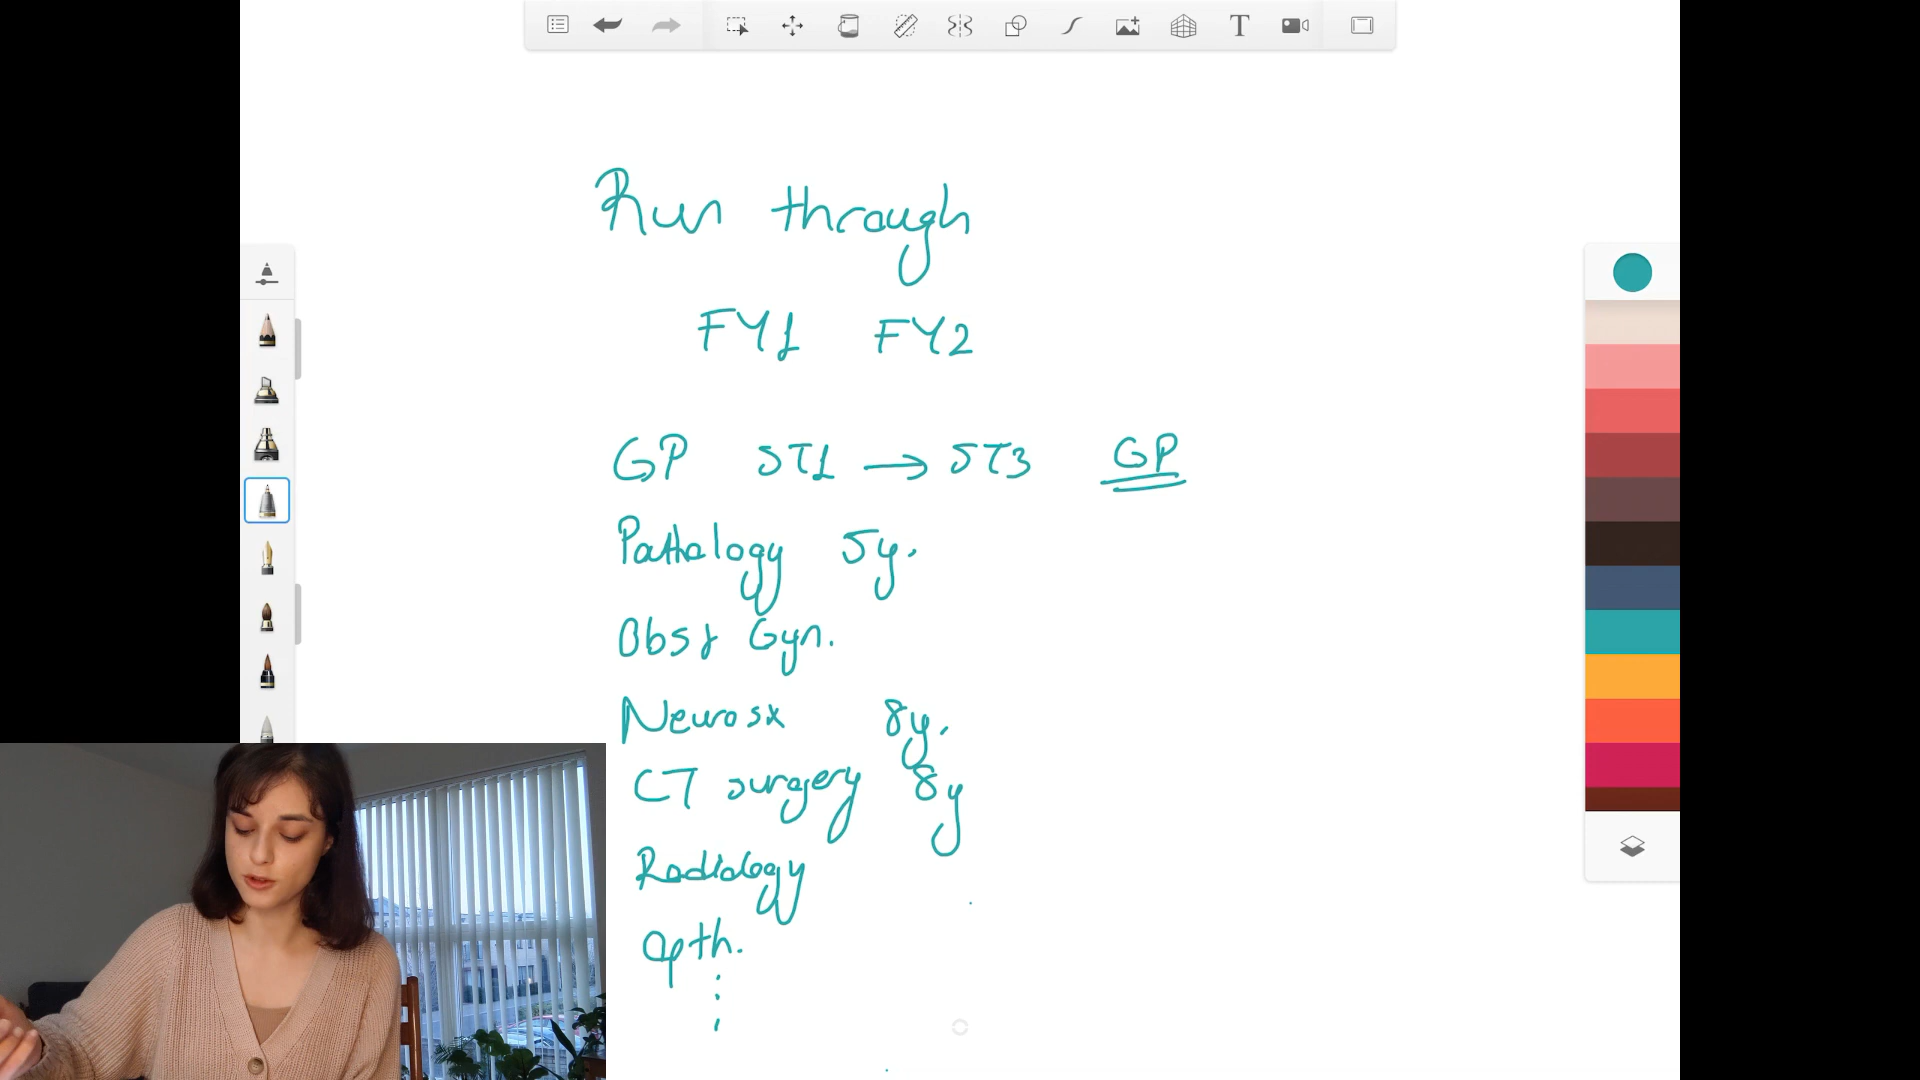 Run through
FY1 FY2
GP ST1 → ST3 GP
Pathology 5y.
Obs & Gyn.
Neurosx 8y.
CT surgery 8y
Radiology
Opth.